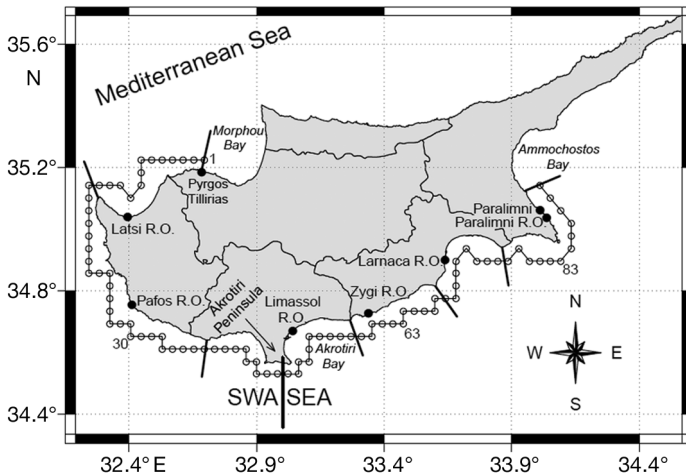 35.6°
N
35.2°
34.8°
34.4°
Mediterranean Sea
Morphou
Bay
1
Pyrgos
Tillirias
Latsi R.O.
Ammochostos
Bay
Paralimni
Paralimni R.O.
Larnaca R.O
83
Pafos R.O.
Akrotiri
Peninsula
Limassol
R.O.
Zygi R.O.
30
63
Akrotiri
Bay
SWA SEA
N
W E
S
32.4° E 32.9° 33.4° 33.9° 34.4°